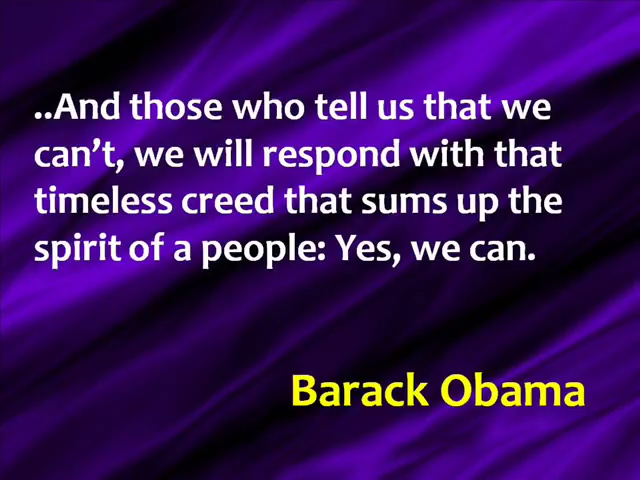 ..And those who tell us that we
can’t, we will respond with that
timeless creed that sums up the
spirit of a people: Yes, we can.
Barack Obama